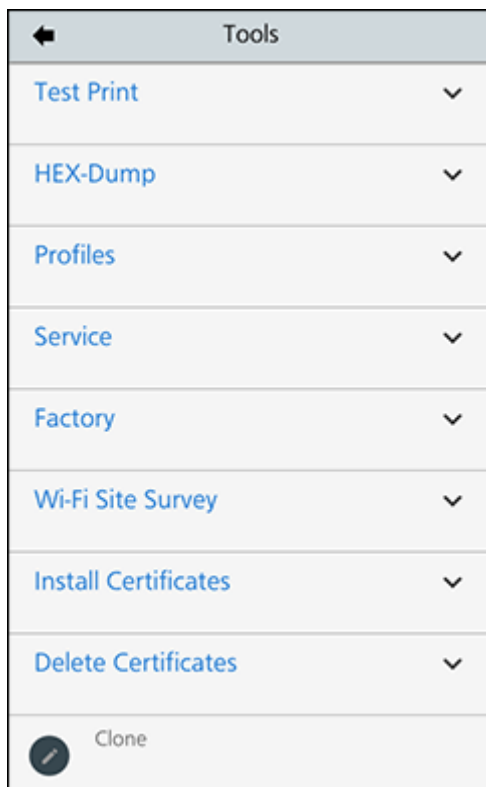 Tools
Test Print
HEX-Dump
Profiles
Service
Factory
Wi-Fi Site Survey
Install Certificates
Delete Certificates
Clone